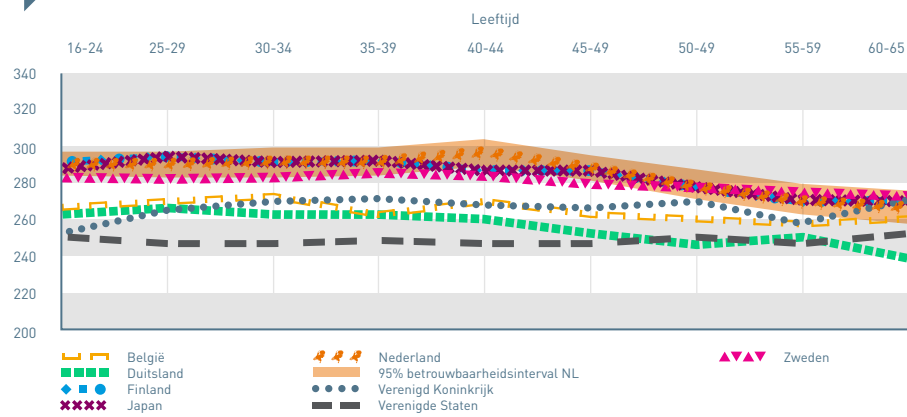 Leeftijd
16-24 25-29 30-34 35-39 40-44 45-49 50-49 55-59 60-65
340
320
300
280
260
240
220
200
België Nederland Zweden
Duitsland 95% betrouwbaarheidsinterval NL
Finland Verenigd Koninkrijk
Japan Verenigde Staten